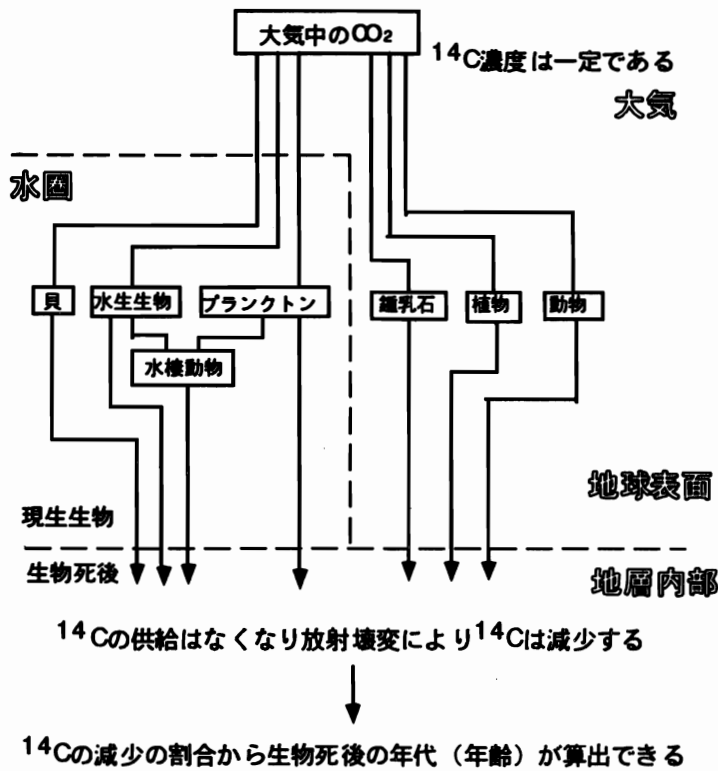 大気中のCO₂
¹⁴C濃度は一定である
大気
水圏
貝
水生生物
プランクトン
鍾乳石
植物
動物
水棲動物
地球表面
現生生物
生物死後
地層内部
¹⁴Cの供給はなくなり放射壊変により¹⁴Cは減少する
¹⁴Cの減少の割合から生物死後の年代（年齢）が算出できる